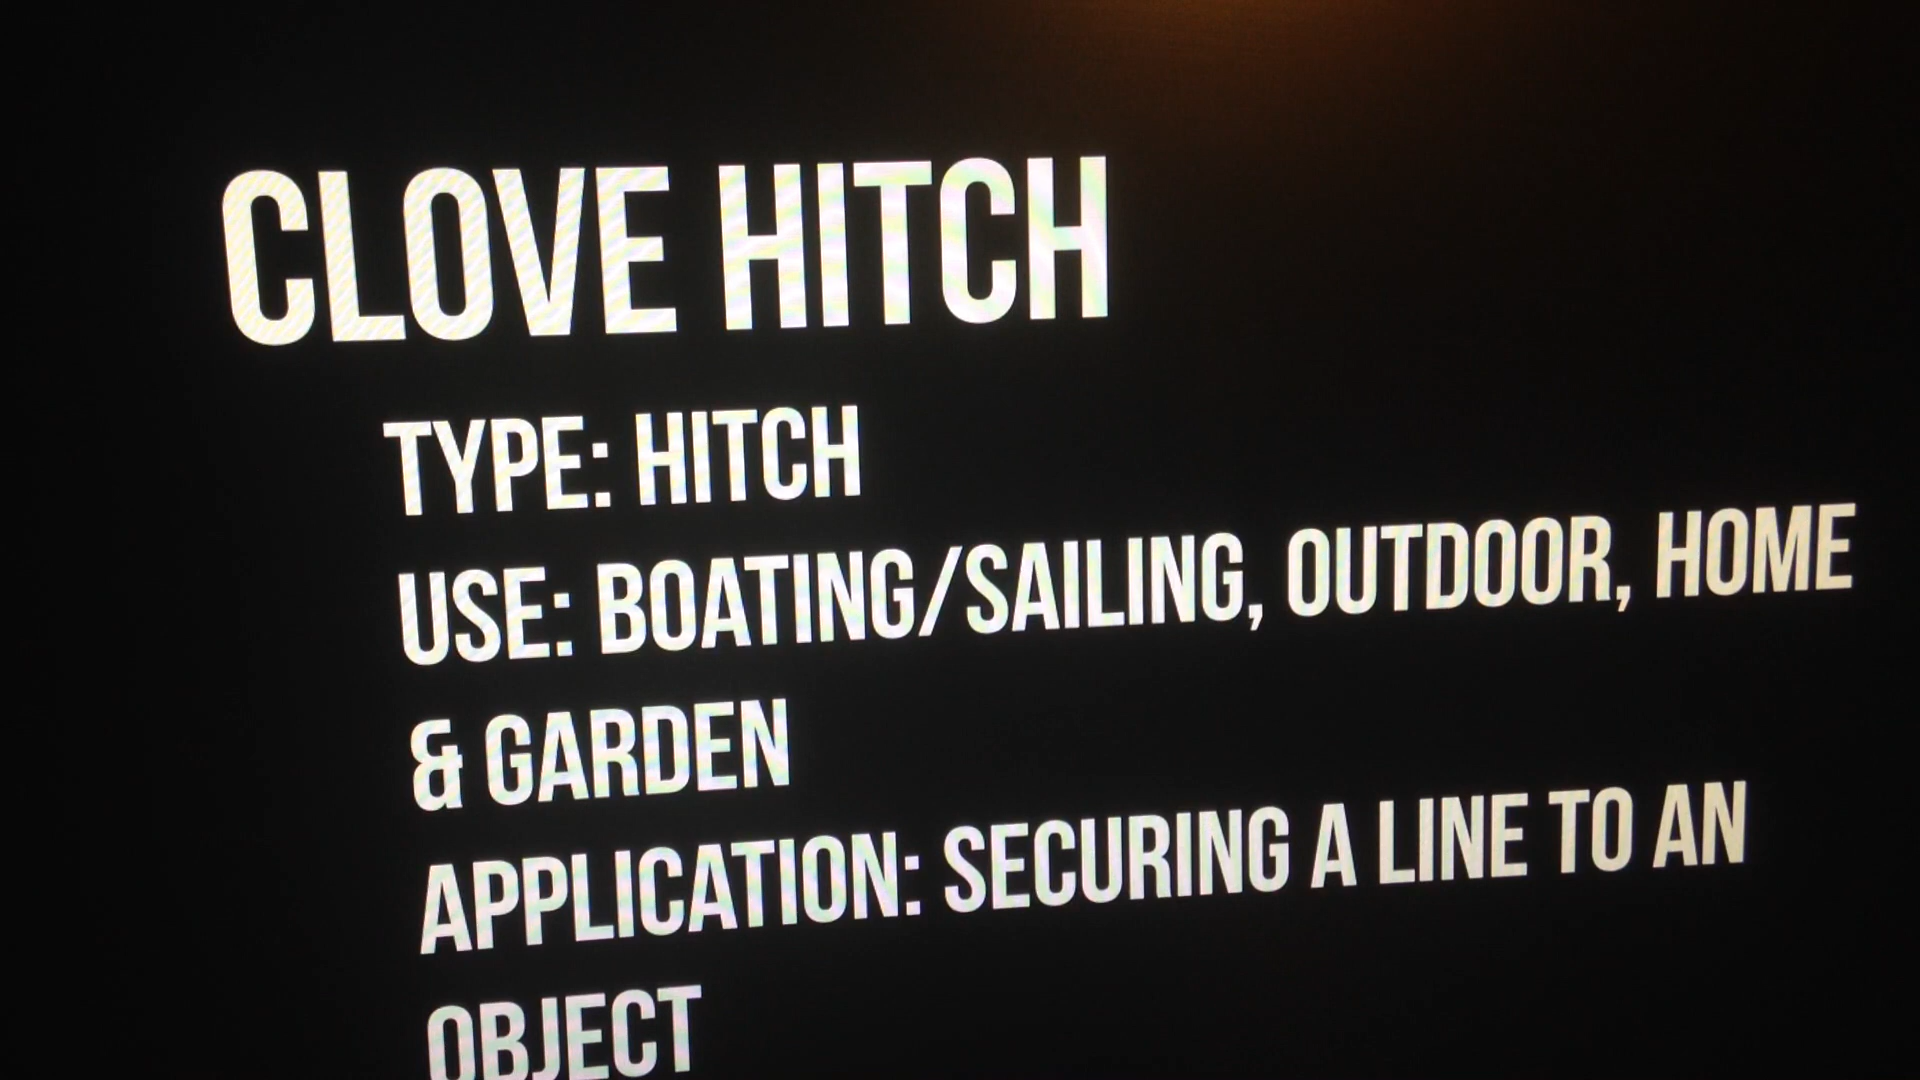 CLOVE HITCH
TYPE: HITCH
USE: BOATING/SAILING, OUTDOOR, HOME
& GARDEN
APPLICATION: SECURING A LINE TO AN
OBJECT